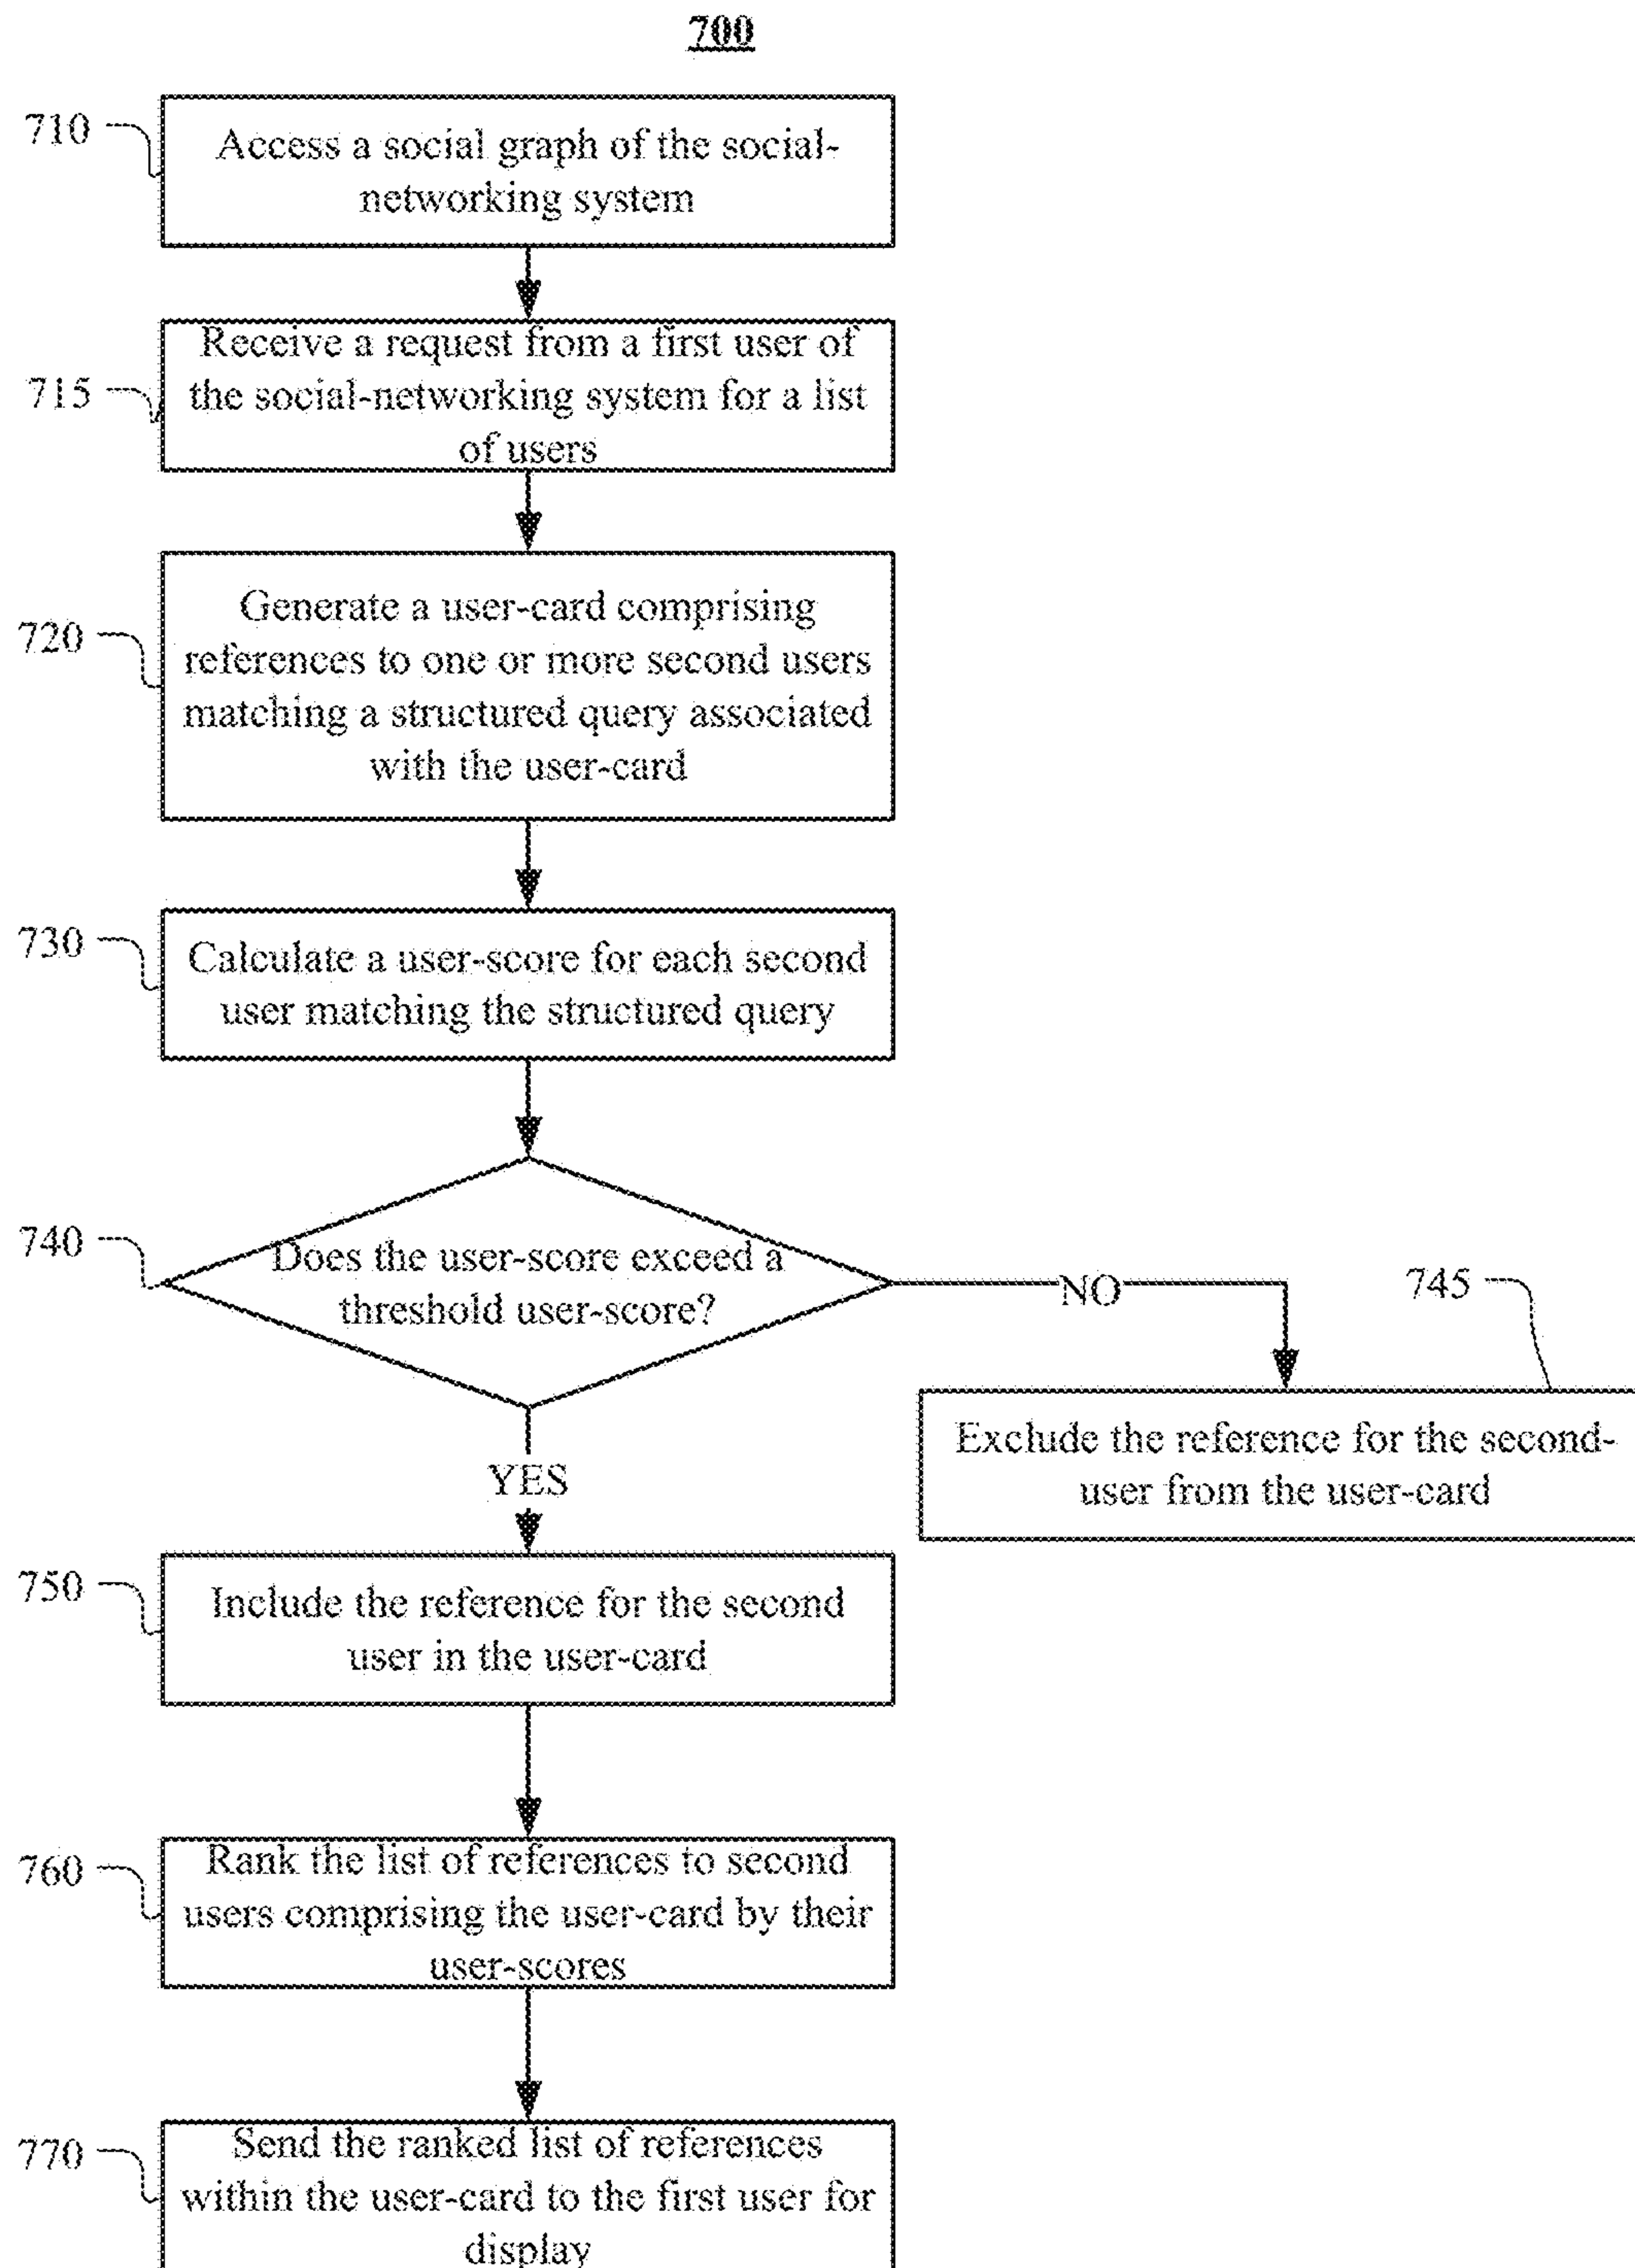 700
710
Access a social graph of the social-
networking system
715
Receive a request from a first user of
the social-networking system for a list
of users
720
Generate a user-card comprising
references to one or more second users
matching a structured query associated
with the user-card
730
Calculate a user-score for each second
user matching the structured query
740
Does the user-score exceed a
threshold user-score?
NO
745
Exclude the reference for the second-
user from the user-card
YES
750
Include the reference for the second
user in the user-card
760
Rank the list of references to second
users comprising the user-card by their
user-scores
770
Send the ranked list of references
within the user-card to the first user for
display